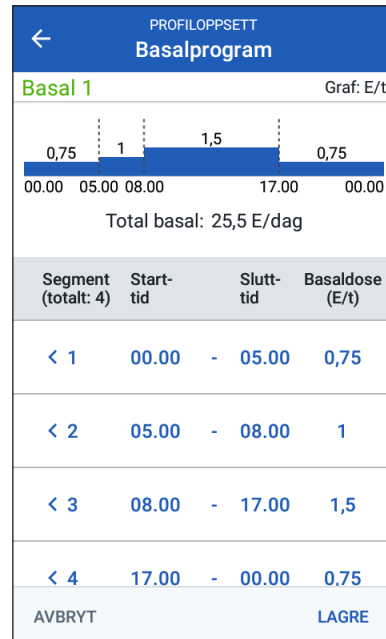 PROFILOPPSETT
Basalprogram
Basal 1 Graf: E/t
0,75 1 1,5 0,75
00.00 05.00 08.00 17.00 00.00
Total basal: 25,5 E/dag
Segment Start- Slutt- Basaldose
(totalt: 4) tid tid (E/t)
< 1 00.00 - 05.00 0,75
< 2 05.00 - 08.00 1
< 3 08.00 - 17.00 1,5
< 4 17.00 - 00.00 0,75
AVBRYT LAGRE